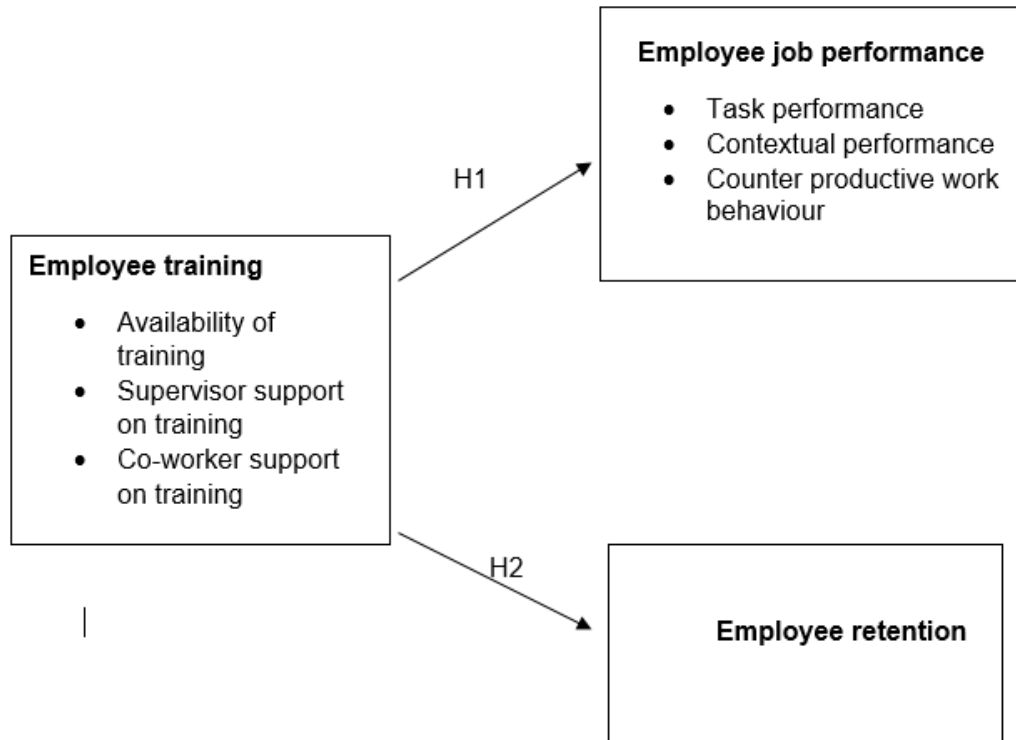 Employee job performance
• Task performance
• Contextual performance
• Counter productive work
behaviour
H1
Employee training
• Availability of
training
• Supervisor support
on training
• Co-worker support
on training
H2
Employee retention